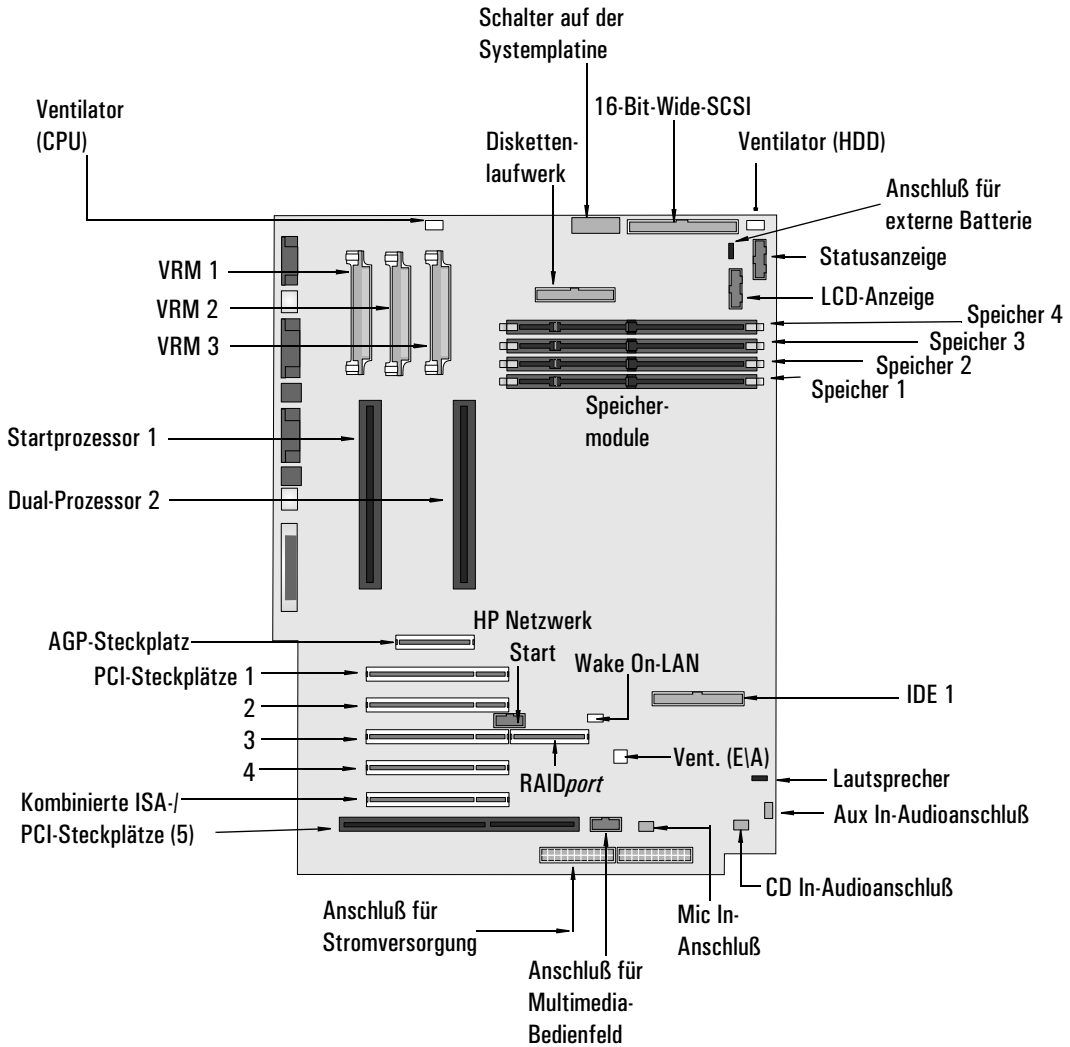 Schalter auf der
Systemplatine
16-Bit-Wide-SCSI
Ventilator
(CPU)
Disketten-
laufwerk
Ventilator (HDD)
Anschluß für
externe Batterie
Statusanzeige
LCD-Anzeige
VRM 1
VRM 2
VRM 3
Speicher 4
Speicher 3
Speicher 2
Speicher 1
Speicher-
module
Startprozessor 1
Dual-Prozessor 2
HP Netzwerk
Start
AGP-Steckplatz
Wake On-LAN
PCI-Steckplätze 1
2
3
4
IDE 1
Vent. (E\A)
RAIDport
Lautsprecher
Kombinierte ISA-/
PCI-Steckplätze (5)
Aux In-Audioanschluß
CD In-Audioanschluß
Anschluß für
Stromversorgung
Mic In-
Anschluß
Anschluß für
Multimedia-
Bedienfeld